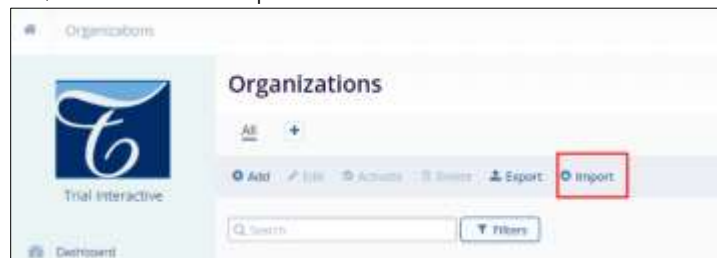 Organizations
Organizations
All +
Add Edit Activate Delete Export Import
Trial Interactive
Search Filters
Dashboard